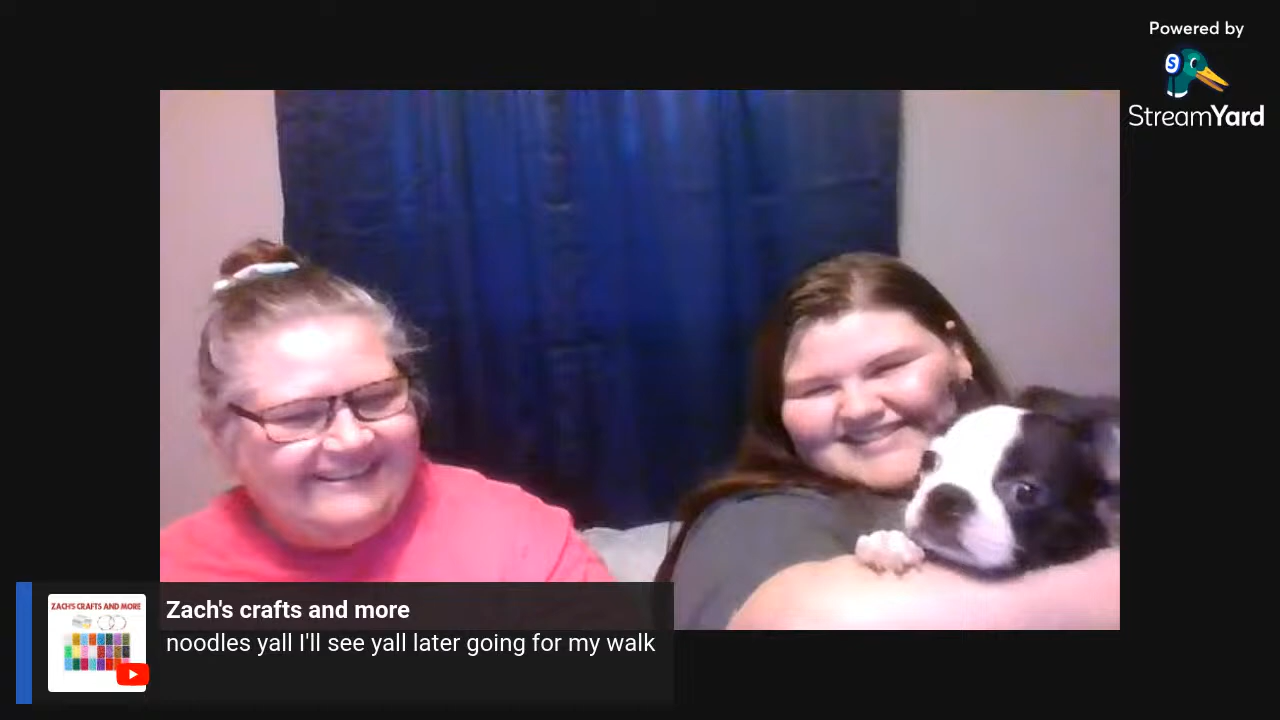 Powered by
S
StreamYard
ZACH'S CRAFTS AND MORE
Zach's crafts and more
noodles yall I'll see yall later going for my walk